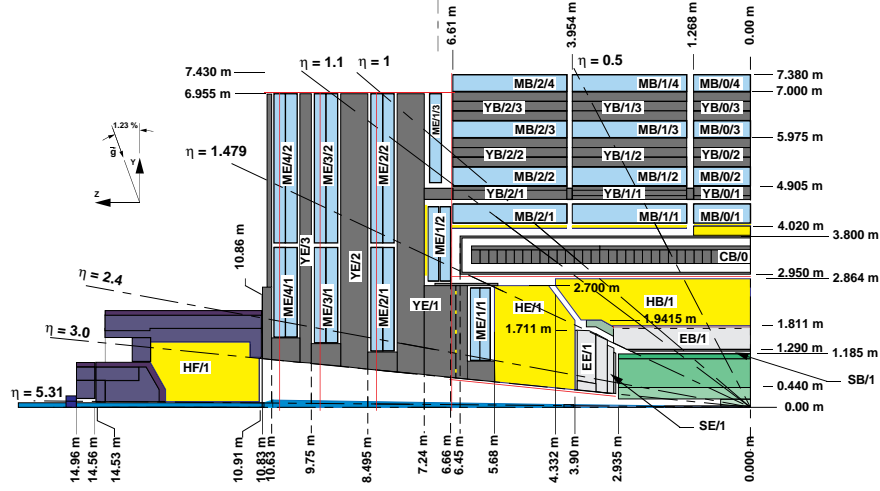 6.61 m
3.954 m
1.268 m
0.00 m
η = 1.1
η = 1
η = 0.5
7.430 m
6.955 m
MB/2/4
MB/1/4
MB/0/4
7.380 m
7.000 m
YB/2/3
YB/1/3
YB/0/3
ME/1/3
1.23 %
g
Y
Z
η = 1.479
MB/2/3
MB/1/3
MB/0/3
5.975 m
YB/2/2
YB/1/2
YB/0/2
ME/4/2
ME/3/2
ME/2/2
MB/2/2
MB/1/2
MB/0/2
4.905 m
YB/2/1
YB/1/1
YB/0/1
MB/2/1
MB/1/1
MB/0/1
4.020 m
3.800 m
ME/1/2
YE/3
YE/2
CB/0
10.86 m
2.950 m
2.864 m
η = 2.4
ME/4/1
ME/3/1
ME/2/1
YE/1
ME/1/1
HE/1
2.700 m
HB/1
1.9415 m
1.711 m
1.811 m
η = 3.0
EE/1
EB/1
1.290 m
1.185 m
HF/1
SB/1
η = 5.31
0.440 m
0.00 m
SE/1
14.96 m
14.56 m
14.53 m
10.91 m
10.83 m
10.63 m
9.75 m
8.495 m
7.24 m
6.66 m
6.45 m
5.68 m
4.332 m
3.90 m
2.935 m
0.000 m